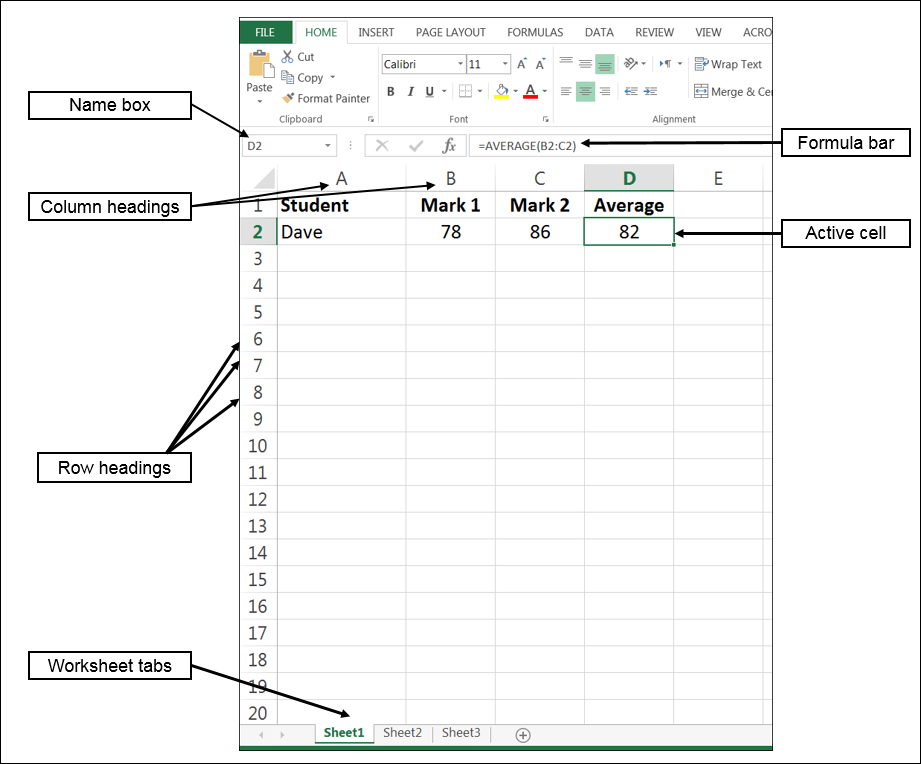 FILE HOME INSERT PAGE LAYOUT FORMULAS DATA REVIEW VIEW ACRO
Cut
Calibri 11 A A Wrap Text
Copy
Paste
Format Painter B I U A Merge & Cen
Clipboard Font Alignment
Name box
D2 fx =AVERAGE(B2:C2)
Formula bar
A B C D E
Column headings
1 Student Mark 1 Mark 2 Average
2 Dave 78 86 82
Active cell
3
4
5
6
7
8
9
10
11
Row headings
12
13
14
15
16
17
18
Worksheet tabs
19
20
Sheet1 Sheet2 Sheet3